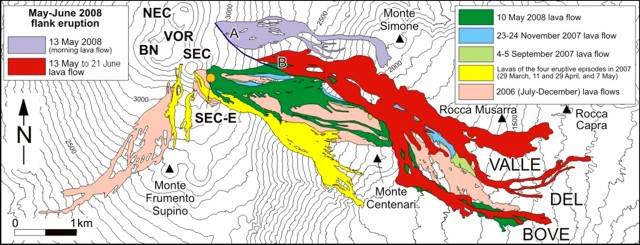 May-June 2008
flank eruption
13 May 2008
(morning lava flow)
13 May to 21 June
lava flow
NEC
VOR
BN
SEC
SEC-E
A
B
3000
2500
2000
Monte
Simone
10 May 2008 lava flow
23-24 November 2007 lava flow
4-5 September 2007 lava flow
Lavas of the four eruptive episodes in 2007
(29 March, 11 and 29 April, and 7 May)
2006 (July-December) lava flows
3000
2500
N
Rocca Musarra
Rocca
Capra
1500
VALLE
DEL
BOVE
Monte
Frumento
Supino
Monte
Centenari
0
1 km